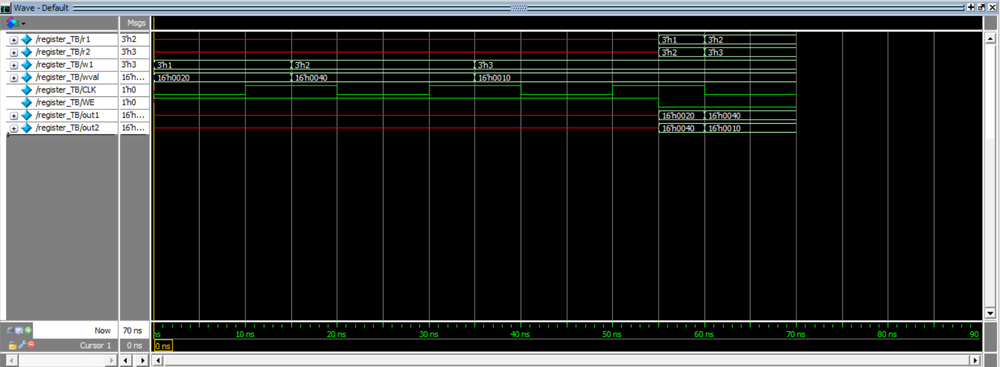 Wave - Default
Msgs
/register_TB/r1 3'h2 3'h1 3'h2
/register_TB/r2 3'h3 3'h2 3'h3
/register_TB/w1 3'h3 3'h1 3'h2 3'h3
/register_TB/wval 16'h... 16'h0020 16'h0040 16'h0010
/register_TB/CLK 1'h0
/register_TB/WE 1'h0
/register_TB/out1 16'h... 16'h0020 16'h0040
/register_TB/out2 16'h... 16'h0040 16'h0010
Now 70 ns ns 10 ns 20 ns 30 ns 40 ns 50 ns 60 ns 70 ns 80 ns 90
Cursor 1 0 ns 0 ns